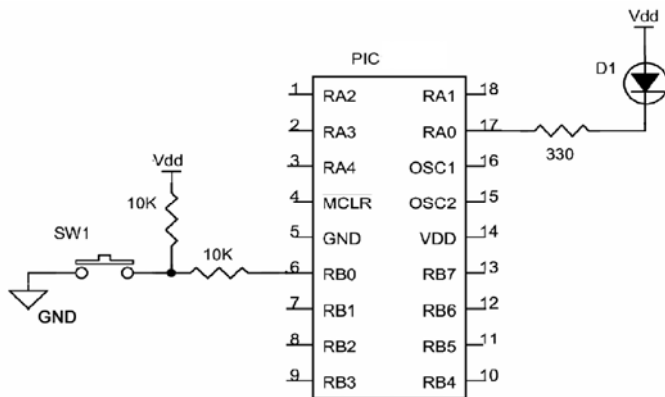 Vdd
D1
PIC
1 RA2 RA1 18
2 RA3 RA0 17
330
3 RA4 OSC1 16
Vdd
4 MCLR OSC2 15
10K
SW1
5 GND VDD 14
10K
6 RB0 RB7 13
GND
7 RB1 RB6 12
8 RB2 RB5 11
9 RB3 RB4 10